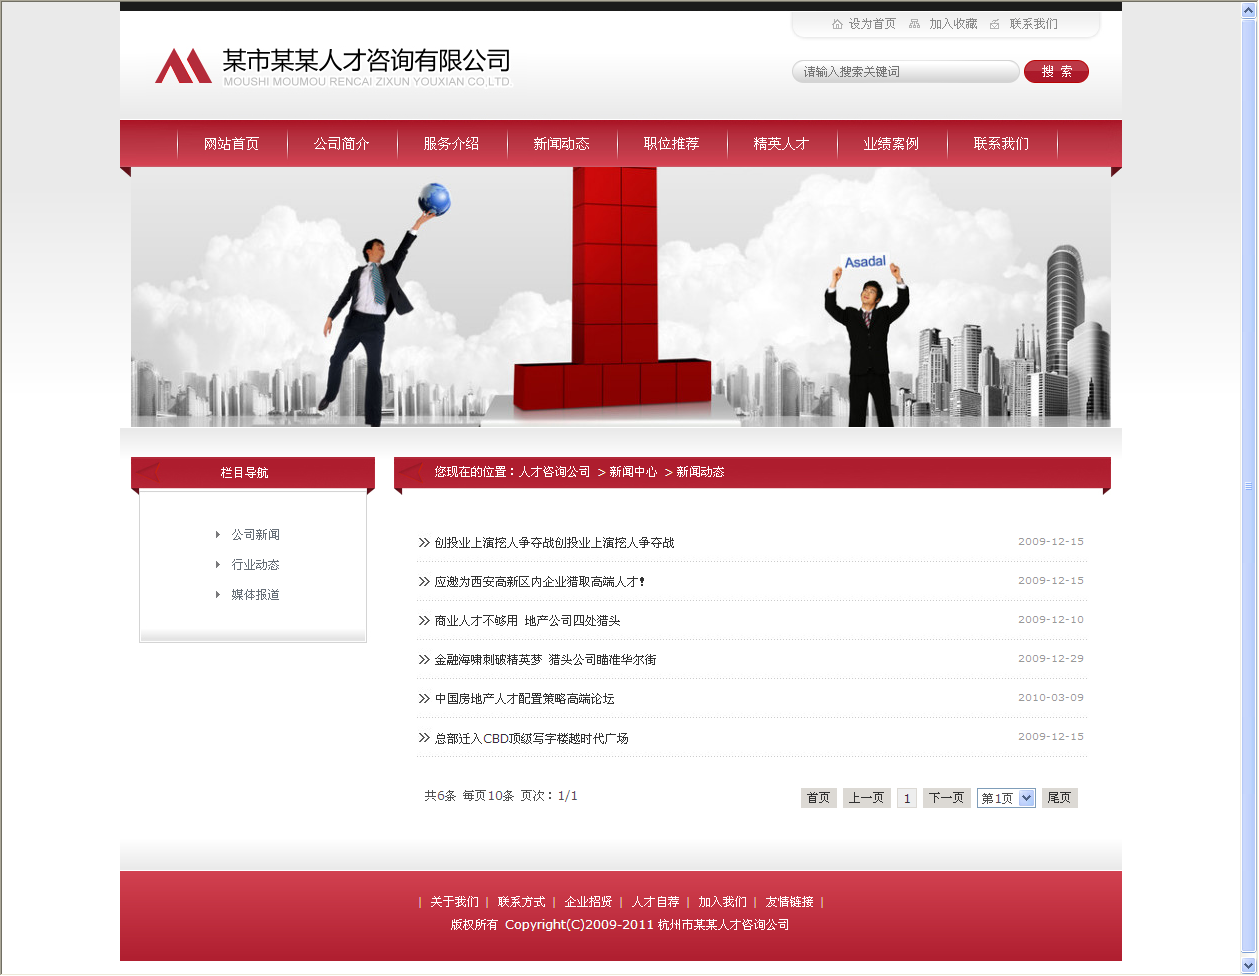 设为首页 加入收藏 联系我们
某市某某人才咨询有限公司
MOUSHI MOUMOU RENCAI ZIXUN YOUXIAN CO,LTD.
请输入搜索关键词 搜 索
网站首页 公司简介 服务介绍 新闻动态 职位推荐 精英人才 业绩案例 联系我们
Asadal
栏目导航
公司新闻
行业动态
媒体报道
您现在的位置：人才咨询公司 > 新闻中心 > 新闻动态
创投业上演挖人争夺战创投业上演挖人争夺战 2009-12-15
应邀为西安高新区内企业猎取高端人才！ 2009-12-15
商业人才不够用 地产公司四处猎头 2009-12-10
金融海啸刺破精英梦 猎头公司瞄准华尔街 2009-12-29
中国房地产人才配置策略高端论坛 2010-03-09
总部迁入CBD顶级写字楼越时代广场 2009-12-15
共6条 每页10条 页次：1/1 首页 上一页 1 下一页 第1页 尾页
| 关于我们 | 联系方式 | 企业招贤 | 人才自荐 | 加入我们 | 友情链接 |
版权所有 Copyright(C)2009-2011 杭州市某某人才咨询公司